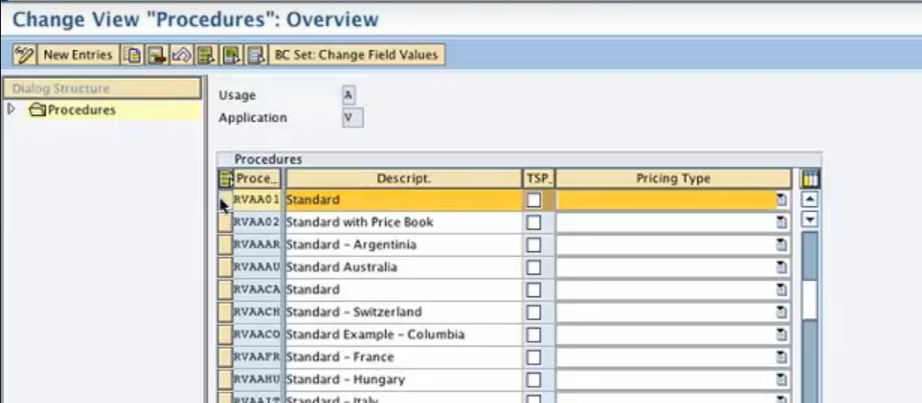 Change View "Procedures": Overview
New Entries BC Set: Change Field Values
Dialog Structure
Procedures
Usage A
Application V
Procedures
Proce.. Descript. TSP_ Pricing Type
RVAA01 Standard
RVAA02 Standard with Price Book
RVAAAR Standard - Argentinia
RVAAAU Standard Australia
RVAACA Standard
RVAACH Standard - Switzerland
RVAACO Standard Example - Columbia
RVAAFR Standard - France
RVAAHU Standard - Hungary
RVAAIT Standard - Italy